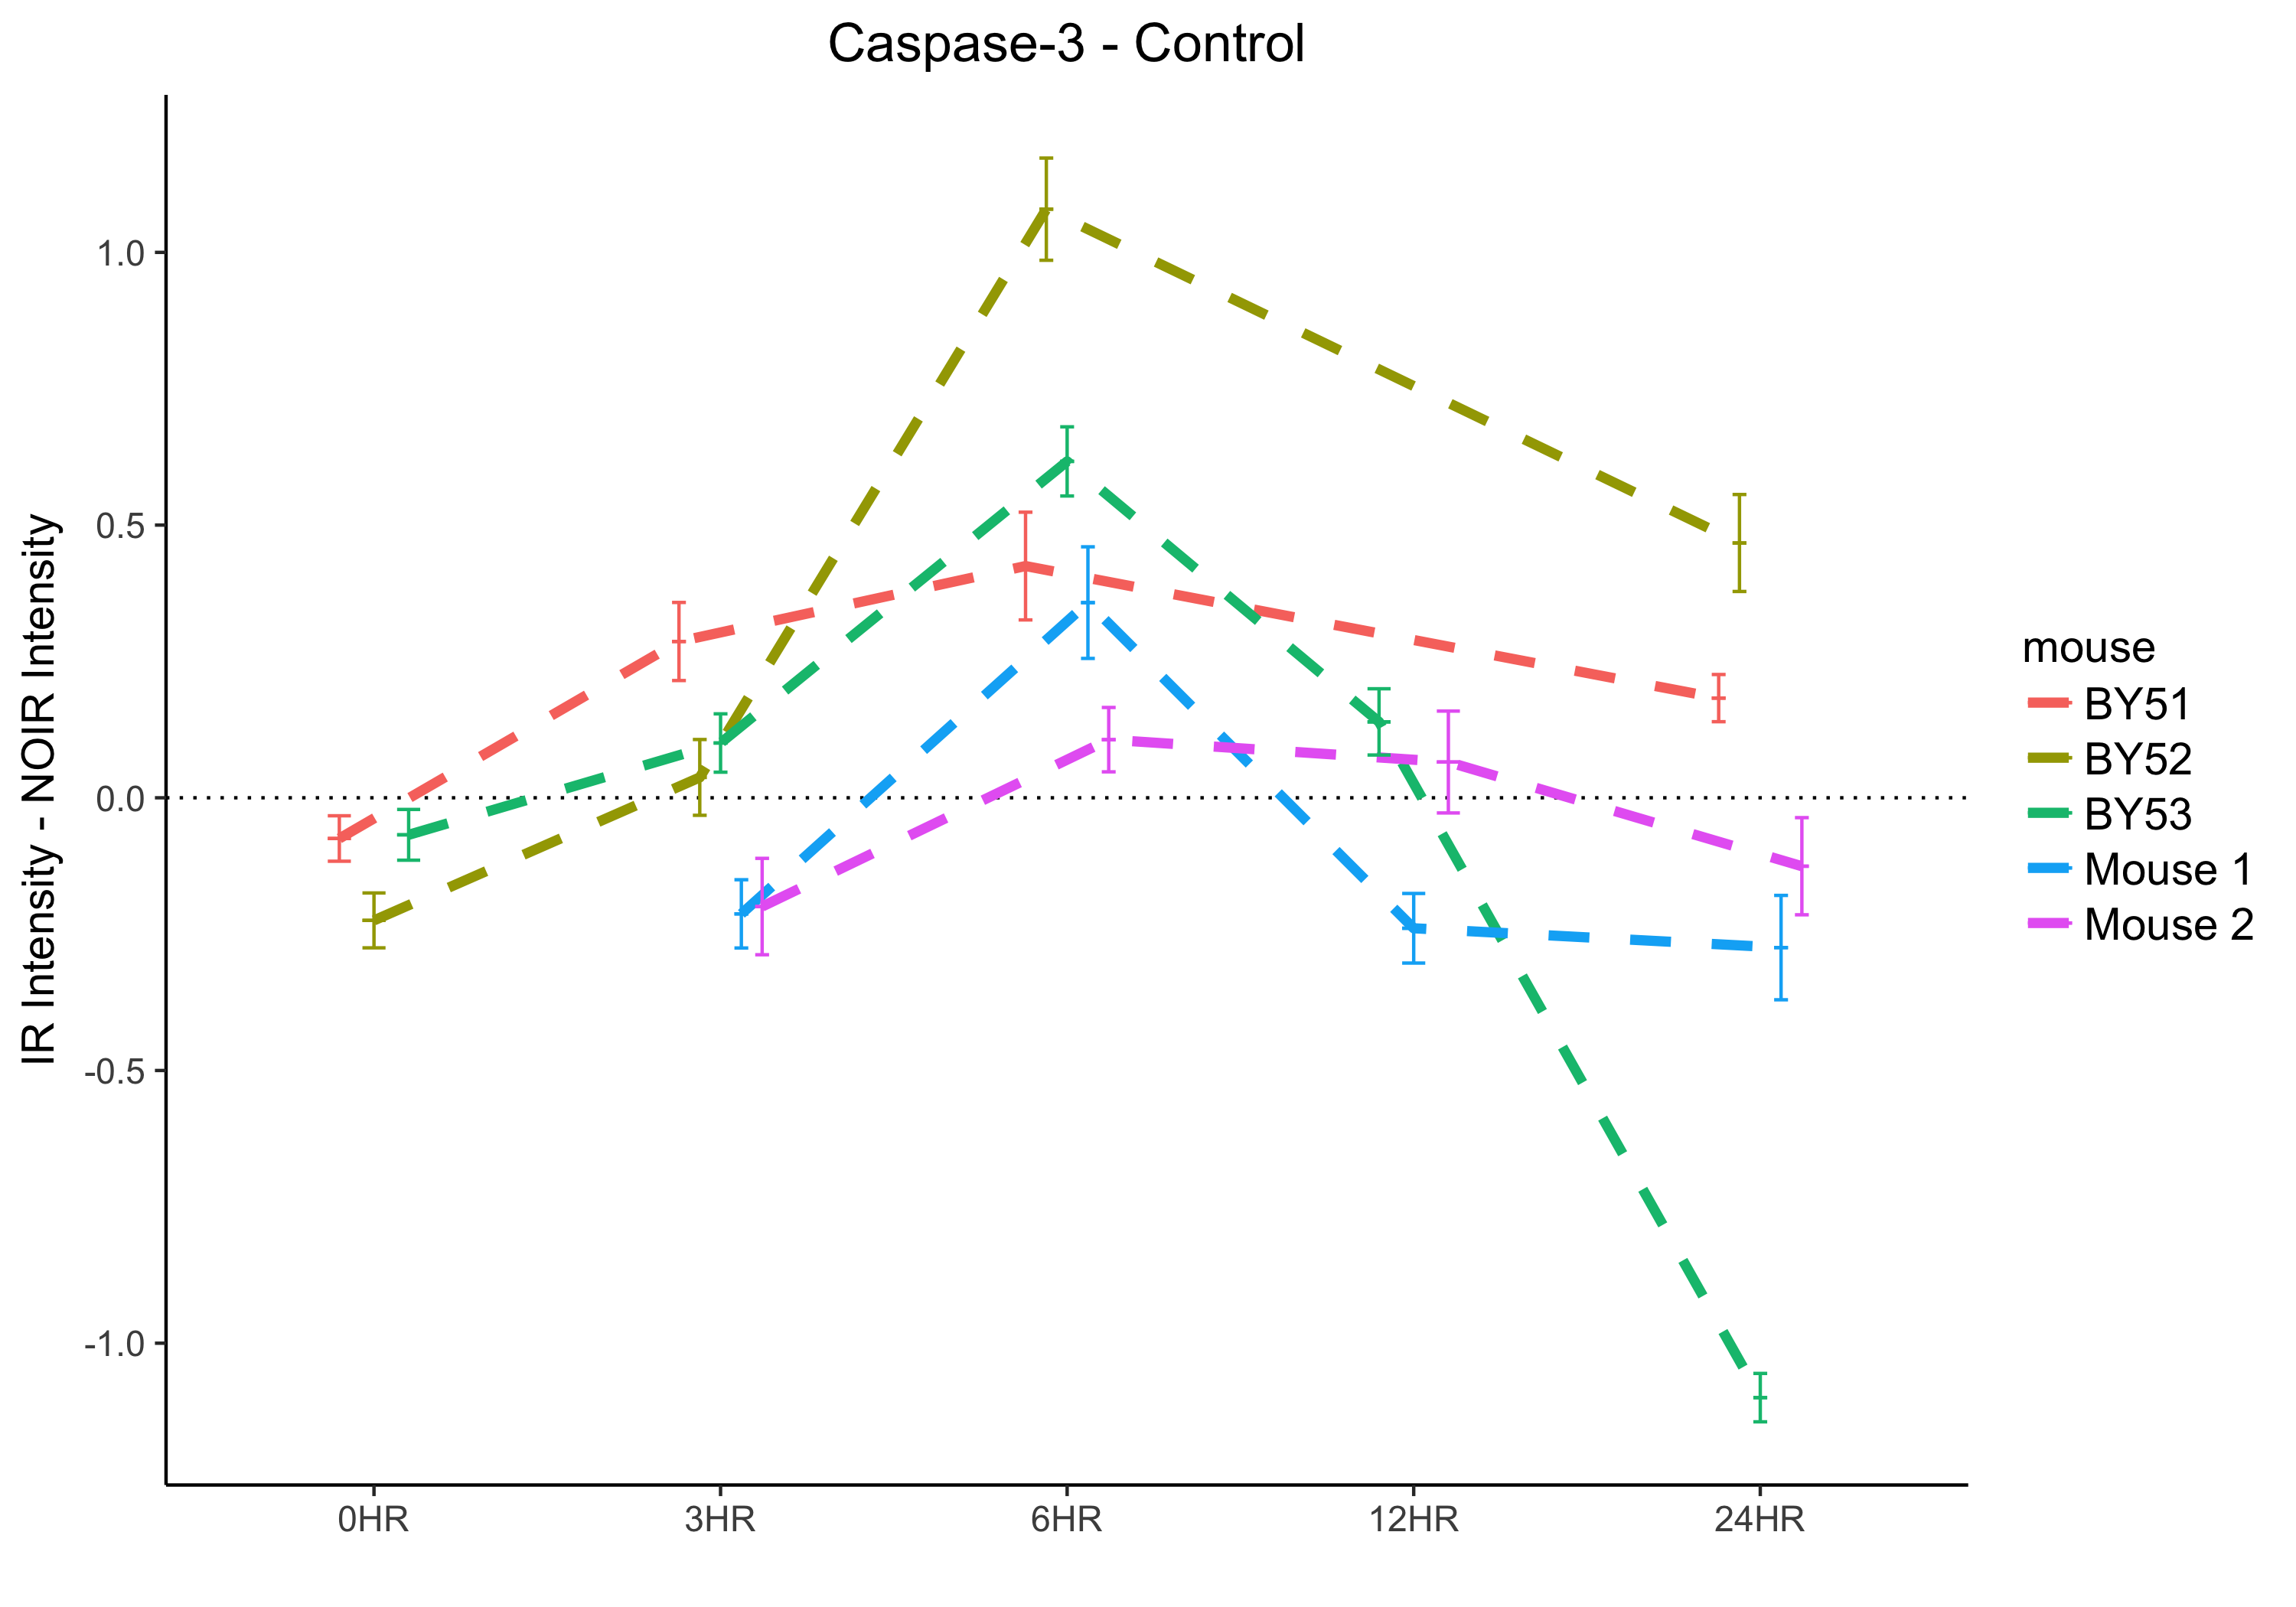 Caspase-3 - Control
IR Intensity - NOIR Intensity
1.0
0.5
0.0
-0.5
-1.0
0HR
3HR
6HR
12HR
24HR
mouse
BY51
BY52
BY53
Mouse 1
Mouse 2